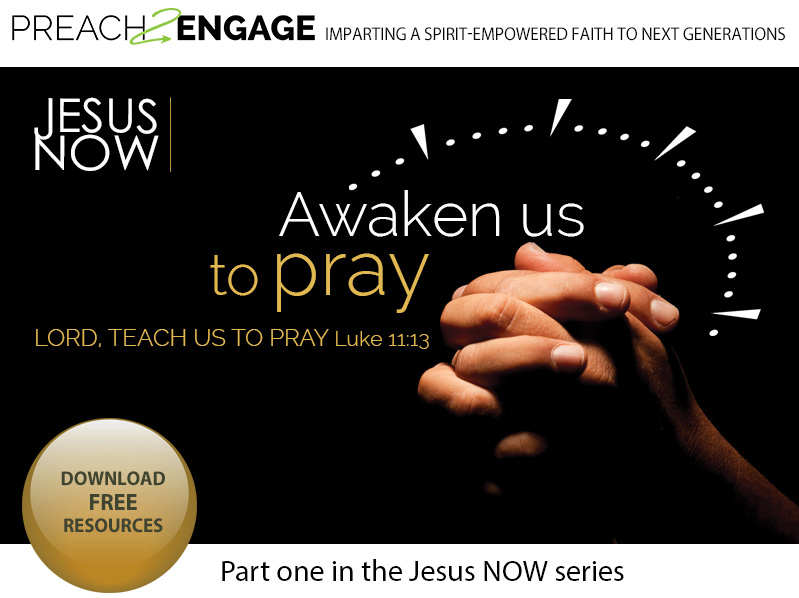 PREACH2ENGAGE IMPARTING A SPIRIT-EMPOWERED FAITH TO NEXT GENERATIONS
JESUS
NOW
Awaken us
to pray
LORD, TEACH US TO PRAY Luke 11:13
DOWNLOAD
FREE
RESOURCES
Part one in the Jesus NOW series